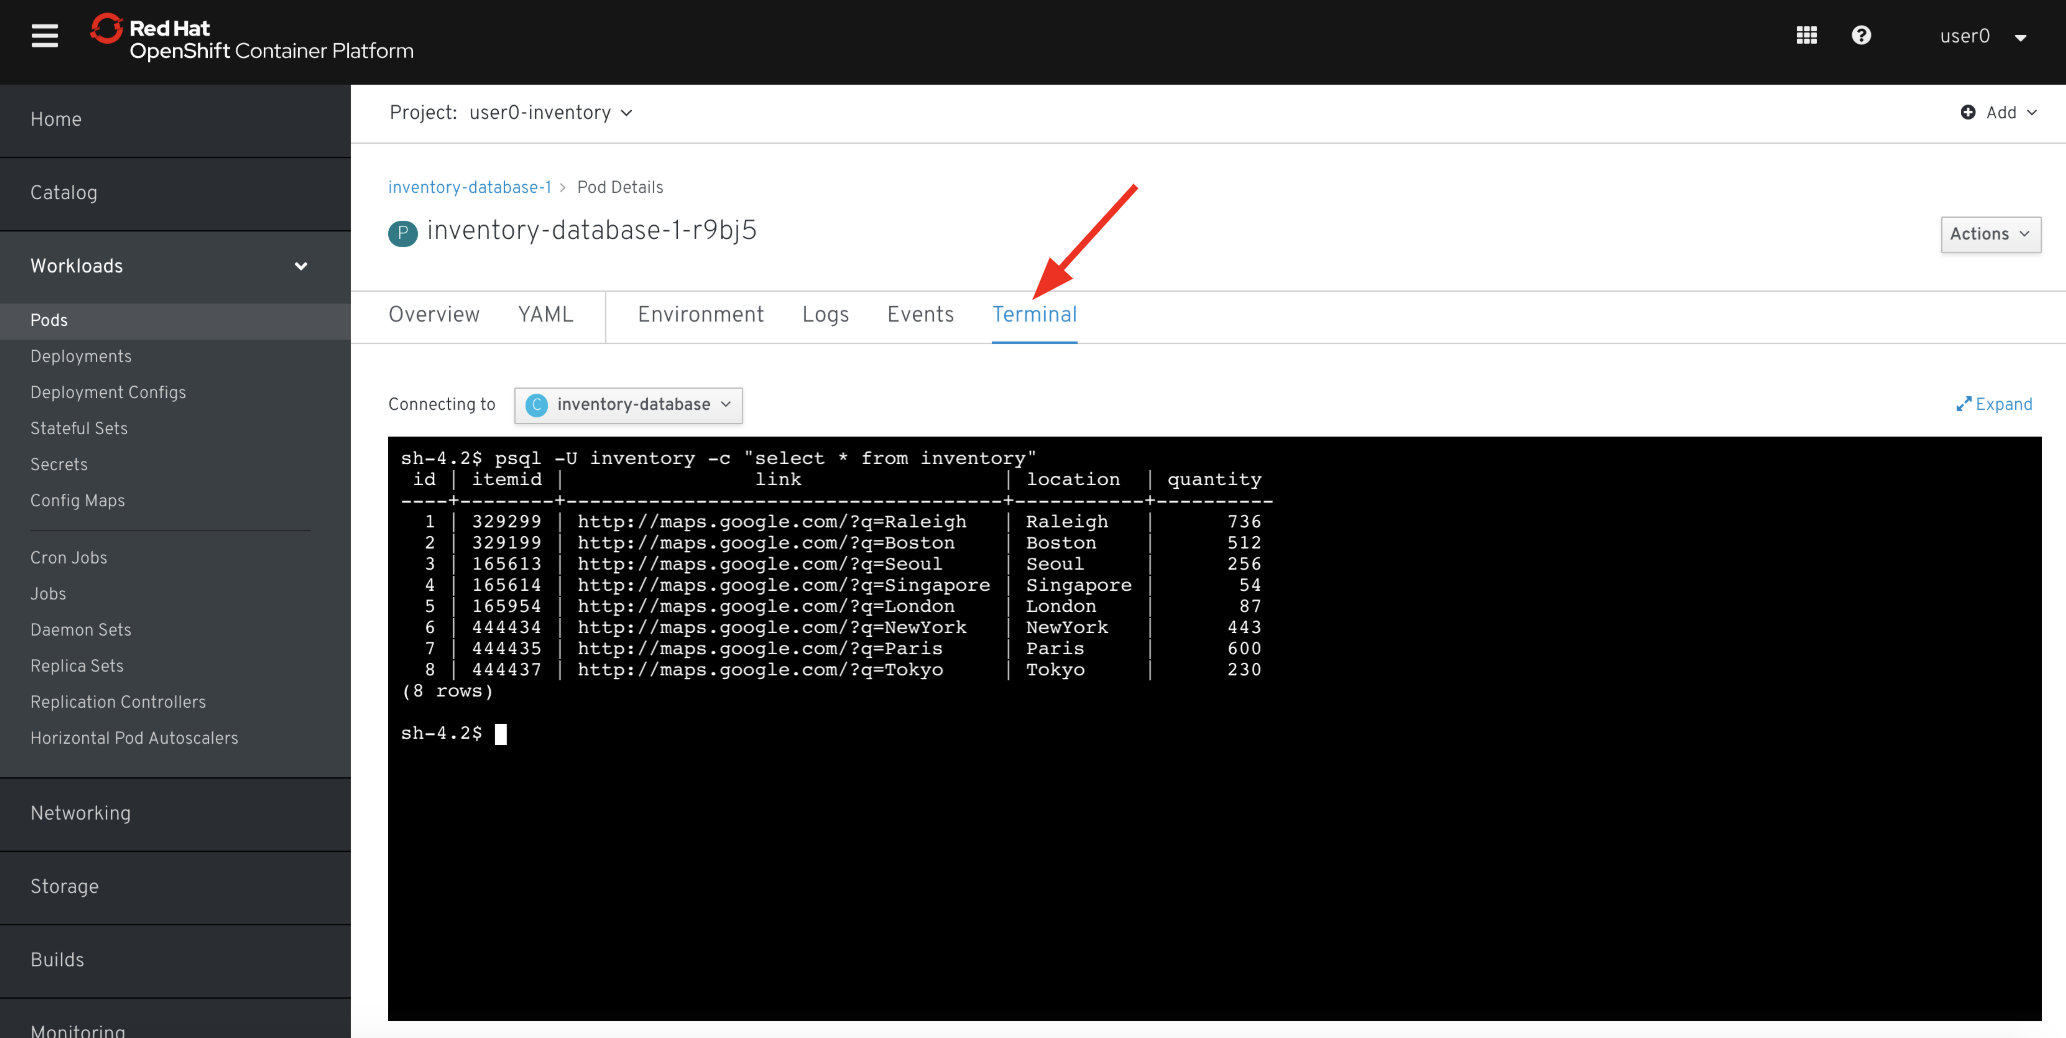 Red Hat
OpenShift Container Platform
user0
Home
Catalog
Workloads
Pods
Deployments
Deployment Configs
Stateful Sets
Secrets
Config Maps
Cron Jobs
Jobs
Daemon Sets
Replica Sets
Replication Controllers
Horizontal Pod Autoscalers
Networking
Storage
Builds
Monitoring
Project: user0-inventory
Add
inventory-database-1 > Pod Details
P inventory-database-1-r9bj5
Actions
Overview YAML Environment Logs Events Terminal
Connecting to C inventory-database
Expand
sh-4.2$ psql -U inventory -c "select * from inventory"
 id | itemid |                link                 | location  | quantity
----+--------+-------------------------------------+-----------+----------
  1 | 329299 | http://maps.google.com/?q=Raleigh   | Raleigh   |      736
  2 | 329199 | http://maps.google.com/?q=Boston    | Boston    |      512
  3 | 165613 | http://maps.google.com/?q=Seoul     | Seoul     |      256
  4 | 165614 | http://maps.google.com/?q=Singapore | Singapore |       54
  5 | 165954 | http://maps.google.com/?q=London    | London    |       87
  6 | 444434 | http://maps.google.com/?q=NewYork   | NewYork   |      443
  7 | 444435 | http://maps.google.com/?q=Paris     | Paris     |      600
  8 | 444437 | http://maps.google.com/?q=Tokyo     | Tokyo     |      230
(8 rows)
sh-4.2$